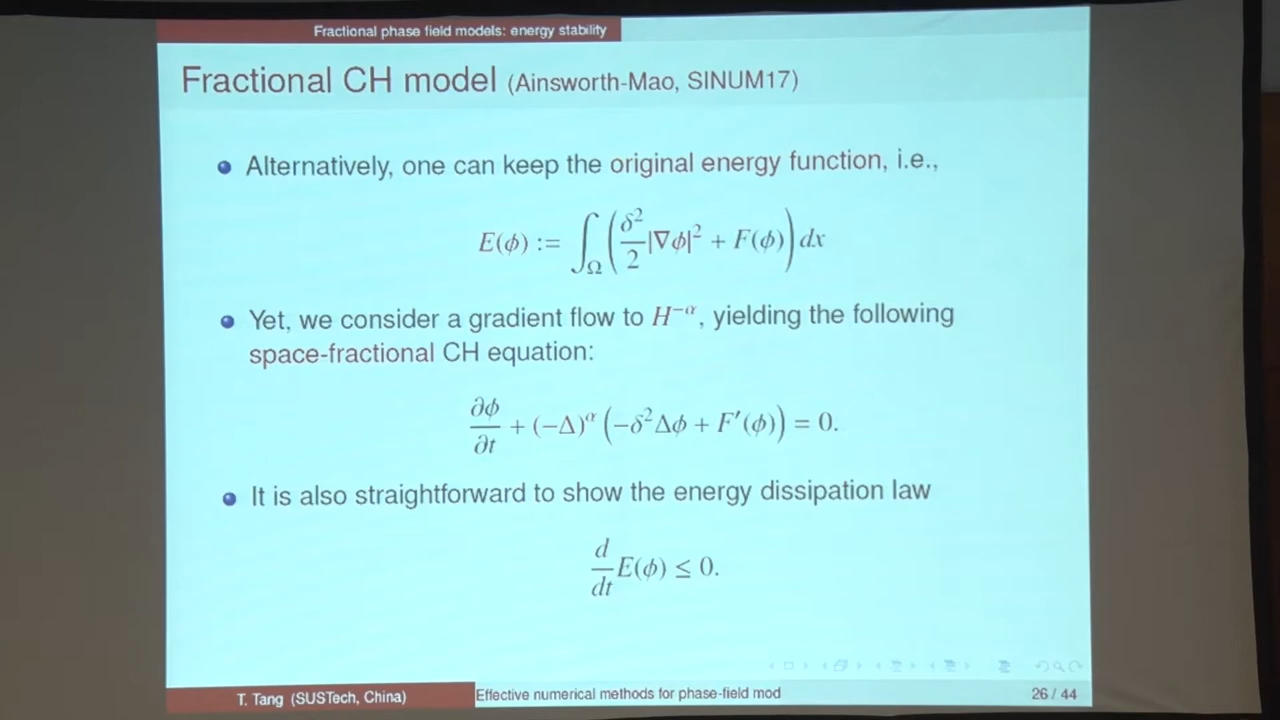 Fractional phase field models: energy stability
Fractional CH model (Ainsworth-Mao, SINUM17)
Alternatively, one can keep the original energy function, i.e.,
E(ϕ) := ∫_Ω (δ²/2 |∇ϕ|² + F(ϕ)) dx
Yet, we consider a gradient flow to H^{-α}, yielding the following
space-fractional CH equation:
∂ϕ/∂t + (−Δ)^α (−δ²Δϕ + F′(ϕ)) = 0.
It is also straightforward to show the energy dissipation law
d/dt E(ϕ) ≤ 0.
T. Tang (SUSTech, China) Effective numerical methods for phase-field mod 26 / 44